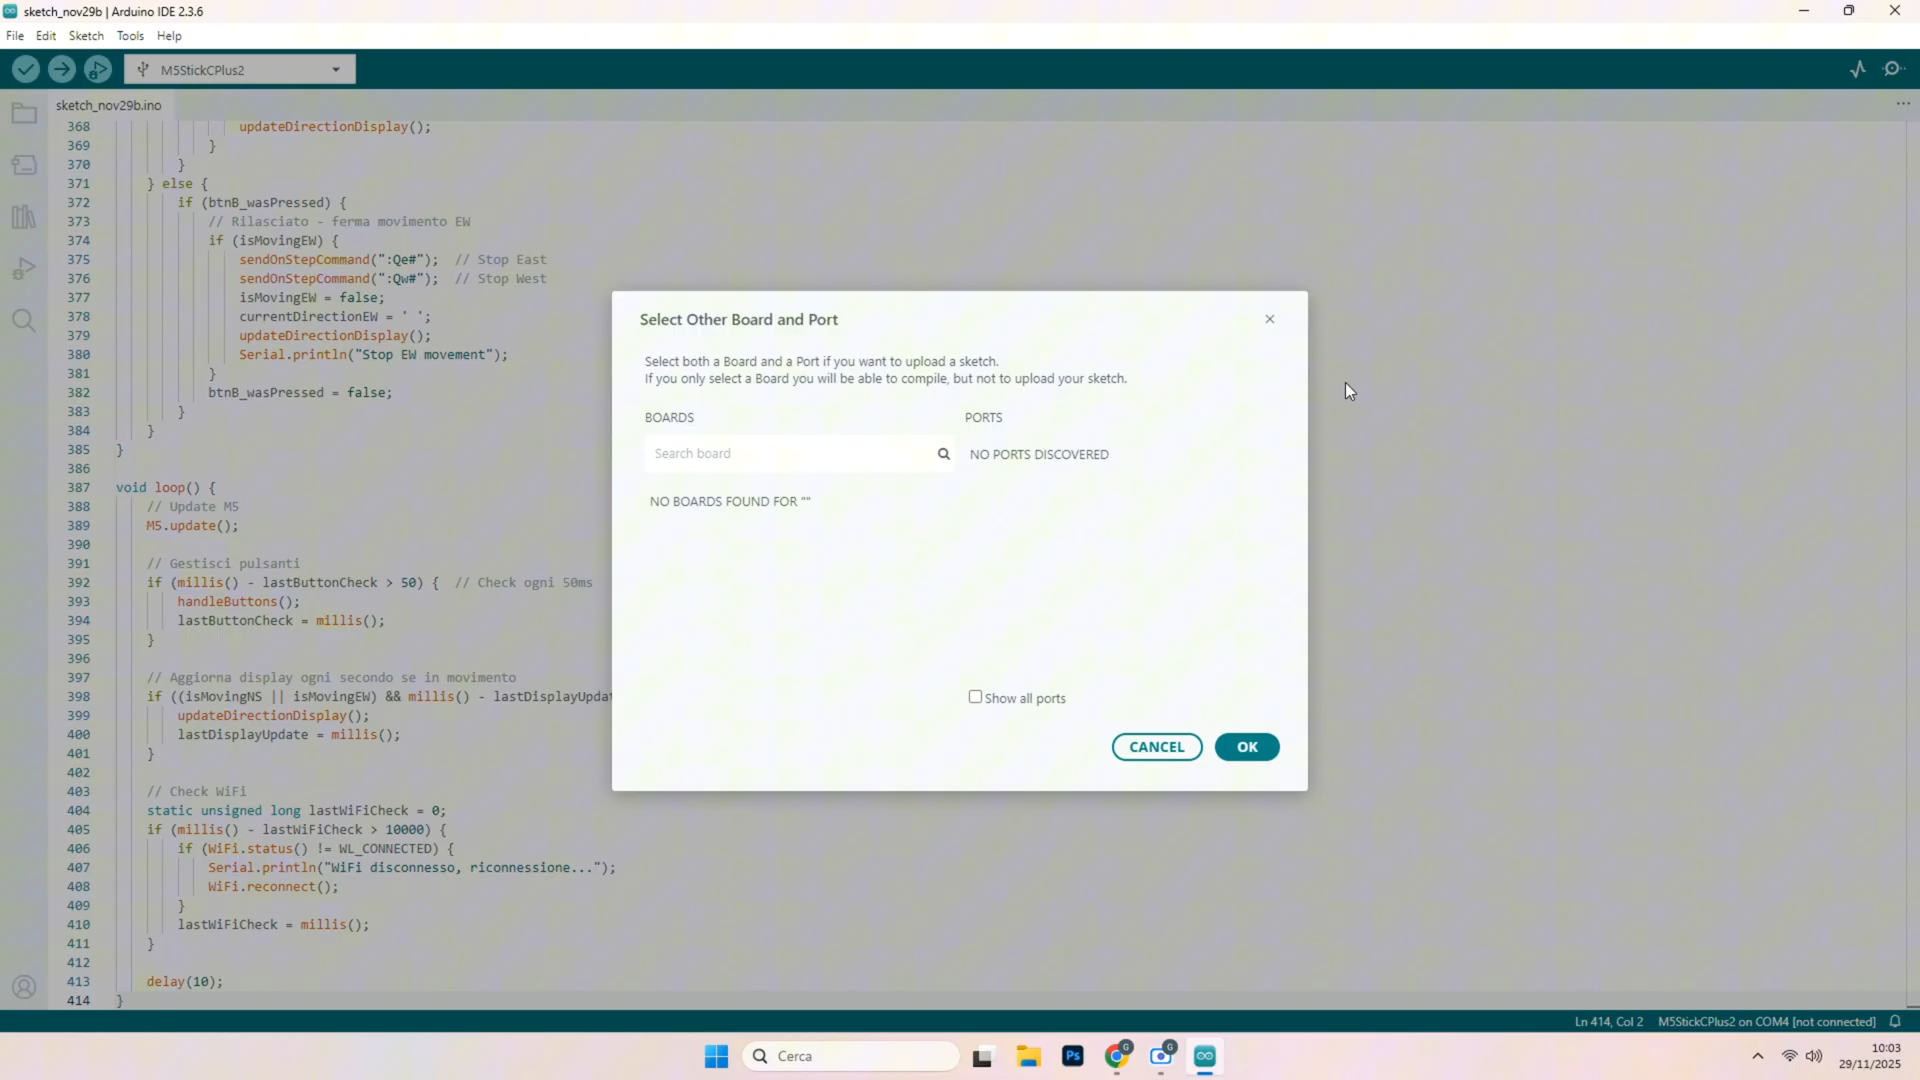 sketch_nov29b | Arduino IDE 2.3.6
File Edit Sketch Tools Help
M5StickCPlus2
sketch_nov29b.ino
368 updateDirectionDisplay();
369 }
370 }
371 } else {
372 if (btnB_wasPressed) {
373 // Rilasciato - ferma movimento EW
374 if (isMovingEW) {
375 sendOnStepCommand(":Qe#"); // Stop East
376 sendOnStepCommand(":Qw#"); // Stop West
377 isMovingEW = false;
378 currentDirectionEW = ' ';
379 updateDirectionDisplay();
380 Serial.println("Stop EW movement");
381 }
382 btnB_wasPressed = false;
383 }
384 }
385 }
386
387 void loop() {
388 // Update M5
389 M5.update();
390
391 // Gestisci pulsanti
392 if (millis() - lastButtonCheck > 50) { // Check ogni 50ms
393 handleButtons();
394 lastButtonCheck = millis();
395 }
396
397 // Aggiorna display ogni secondo se in movimento
398 if ((isMovingNS || isMovingEW) && millis() - lastDisplayUpdat
399 updateDirectionDisplay();
400 lastDisplayUpdate = millis();
401 }
402
403 // Check WiFi
404 static unsigned long lastWiFiCheck = 0;
405 if (millis() - lastWiFiCheck > 10000) {
406 if (WiFi.status() != WL_CONNECTED) {
407 Serial.println("WiFi disconnesso, riconnessione...");
408 WiFi.reconnect();
409 }
410 lastWiFiCheck = millis();
411 }
412
413 delay(10);
414 }
Select Other Board and Port
Select both a Board and a Port if you want to upload a sketch.
If you only select a Board you will be able to compile, but not to upload your sketch.
BOARDS PORTS
Search board NO PORTS DISCOVERED
NO BOARDS FOUND FOR ""
Show all ports
CANCEL OK
Ln 414, Col 2 M5StickCPlus2 on COM4 [not connected]
Cerca
Ps
G
G
10:03
29/11/2025